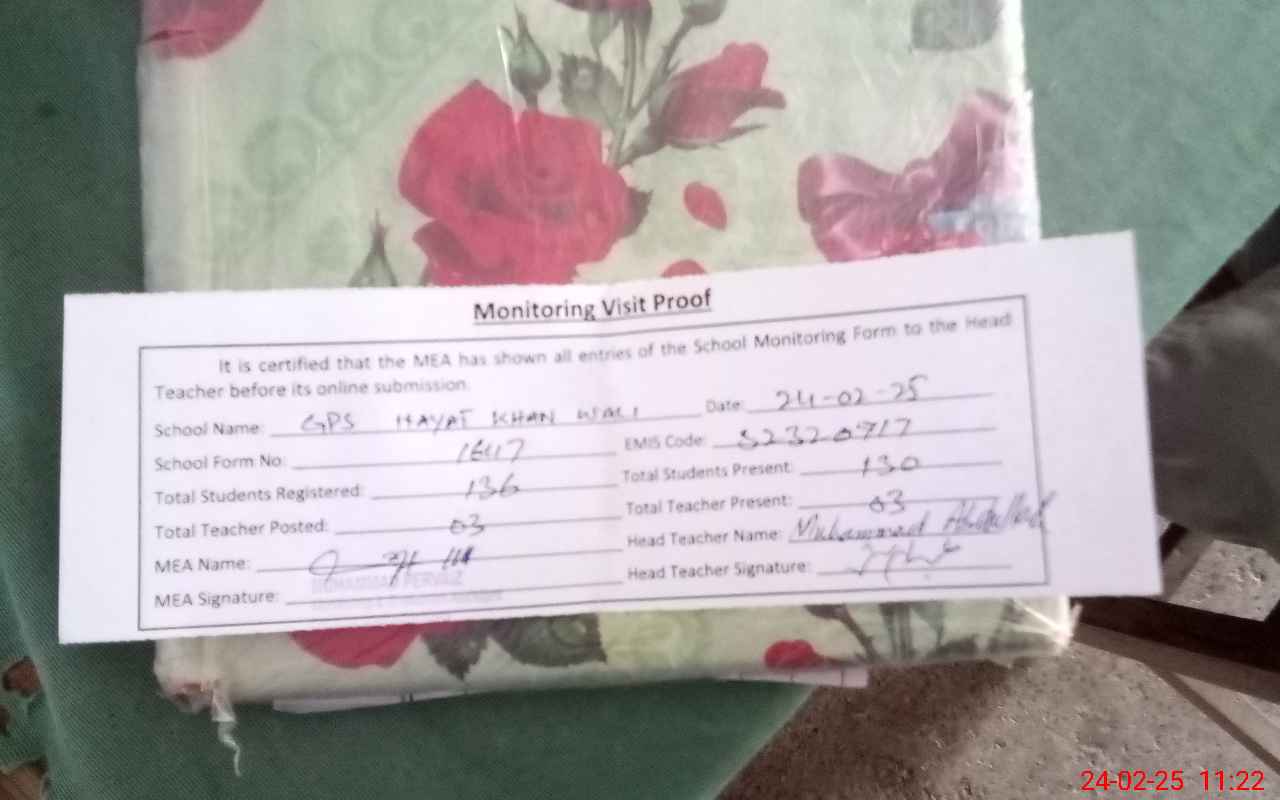 Monitoring Visit Proof
It is certified that the MEA has shown all entries of the School Monitoring Form to the Head
Teacher before its online submission.
School Name: GPS HAYAT KHAN WALI Date: 24-02-25
School Form No: 1647 EMIS Code: 32320717
Total Students Registered: 136 Total Students Present: 130
Total Teacher Posted: 03 Total Teacher Present: 03
MEA Name: Head Teacher Name: Muhammad Abdullah
MUHAMMAD PERVAIZ
MEA Signature: Head Teacher Signature:
24-02-25 11:22